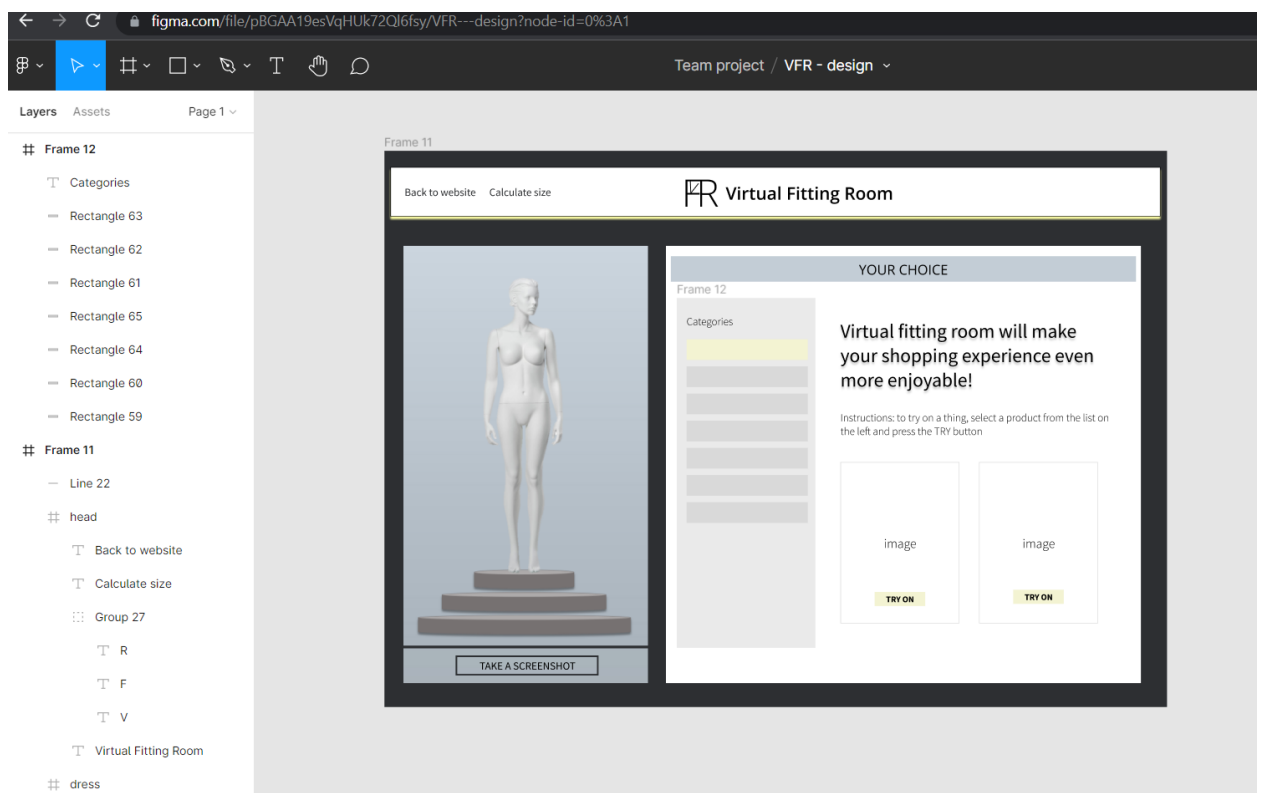 figma.com/file/pBGAA19esVqHUk72Ql6fsy/VFR---design?node-id=0%3A1
Team project / VFR - design
Layers Assets Page 1
Frame 12
Categories
Rectangle 63
Rectangle 62
Rectangle 61
Rectangle 65
Rectangle 64
Rectangle 60
Rectangle 59
Frame 11
Line 22
head
Back to website
Calculate size
Group 27
R
F
V
Virtual Fitting Room
dress
Frame 11
Back to website Calculate size
VFR Virtual Fitting Room
TAKE A SCREENSHOT
YOUR CHOICE
Frame 12
Categories
Virtual fitting room will make
your shopping experience even
more enjoyable!
Instructions: to try on a thing, select a product from the list on
the left and press the TRY button
image
TRY ON
image
TRY ON